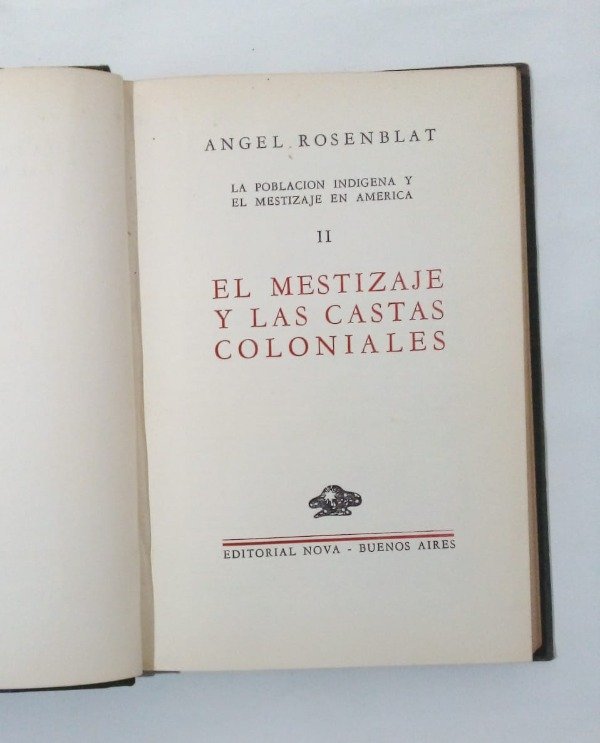 ANGEL ROSENBLAT
LA POBLACION INDIGENA Y
EL MESTIZAJE EN AMERICA
II
EL MESTIZAJE
Y LAS CASTAS
COLONIALES
EDITORIAL NOVA - BUENOS AIRES